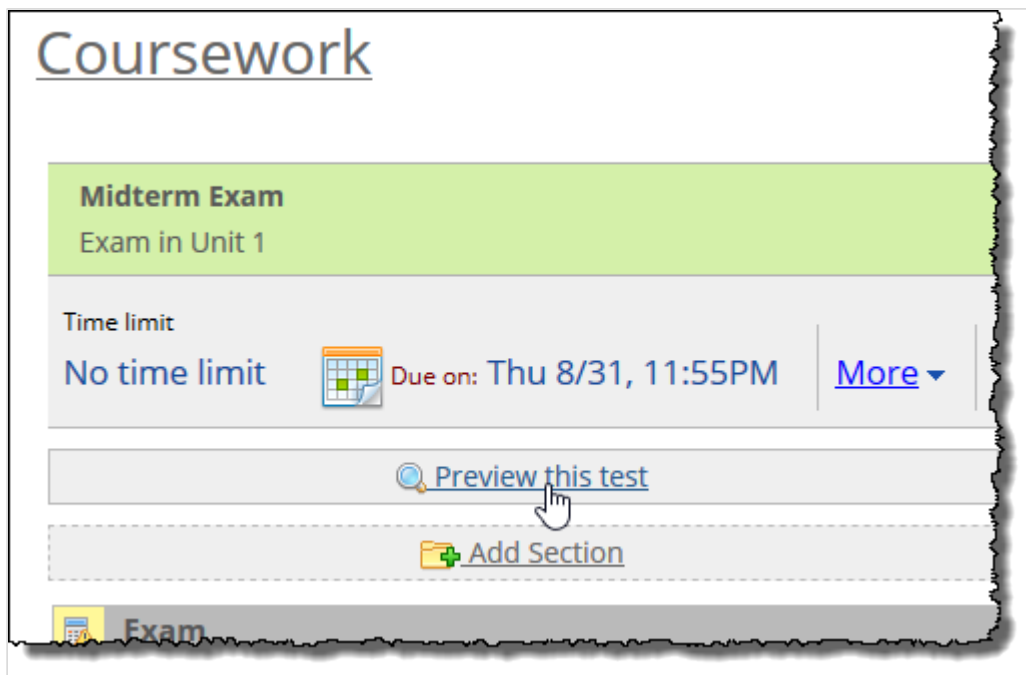 Coursework
Midterm Exam
Exam in Unit 1
Time limit
No time limit
Due on: Thu 8/31, 11:55PM
More
Preview this test
Add Section
Exam